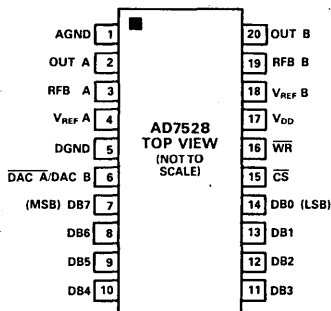 AGND 1
OUT A 2
RFB A 3
VREF A 4
DGND 5
DAC A/DAC B 6
(MSB) DB7 7
DB6 8
DB5 9
DB4 10
AD7528
TOP VIEW
(NOT TO
SCALE)
20 OUT B
19 RFB B
18 VREF B
17 VDD
16 WR
15 CS
14 DB0 (LSB)
13 DB1
12 DB2
11 DB3